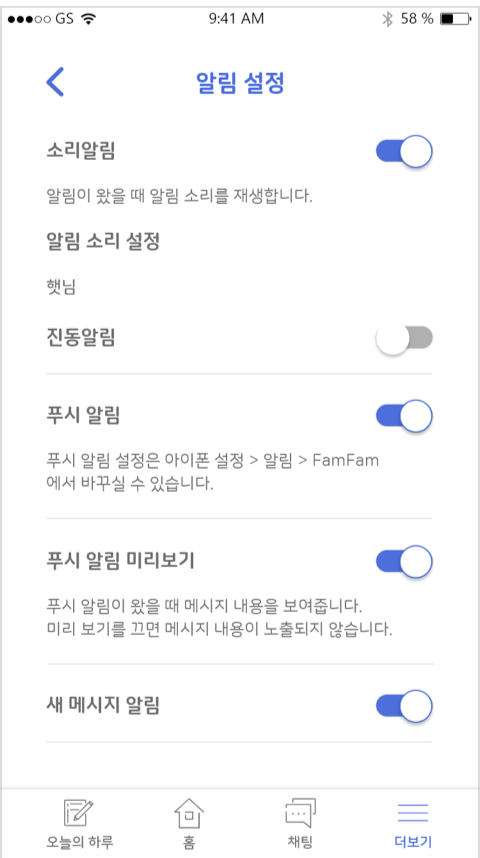 GS 9:41 AM 58 %
알림 설정
소리알림
알림이 왔을 때 알림 소리를 재생합니다.
알림 소리 설정
햇님
진동알림
푸시 알림
푸시 알림 설정은 아이폰 설정 > 알림 > FamFam
에서 바꾸실 수 있습니다.
푸시 알림 미리보기
푸시 알림이 왔을 때 메시지 내용을 보여줍니다.
미리 보기를 끄면 메시지 내용이 노출되지 않습니다.
새 메시지 알림
오늘의 하루 홈 채팅 더보기